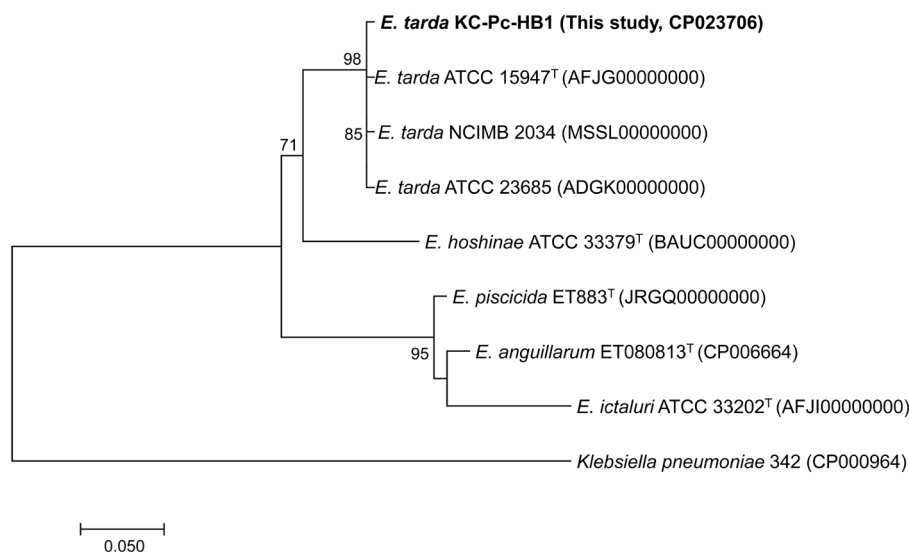 E. tarda KC-Pc-HB1 (This study, CP023706)
98
E. tarda ATCC 15947ᵀ (AFJG00000000)
85
E. tarda NCIMB 2034 (MSSL00000000)
71
E. tarda ATCC 23685 (ADGK00000000)
E. hoshinae ATCC 33379ᵀ (BAUC00000000)
E. piscicida ET883ᵀ (JRGQ00000000)
95
E. anguillarum ET080813ᵀ (CP006664)
E. ictaluri ATCC 33202ᵀ (AFJI00000000)
Klebsiella pneumoniae 342 (CP000964)
0.050